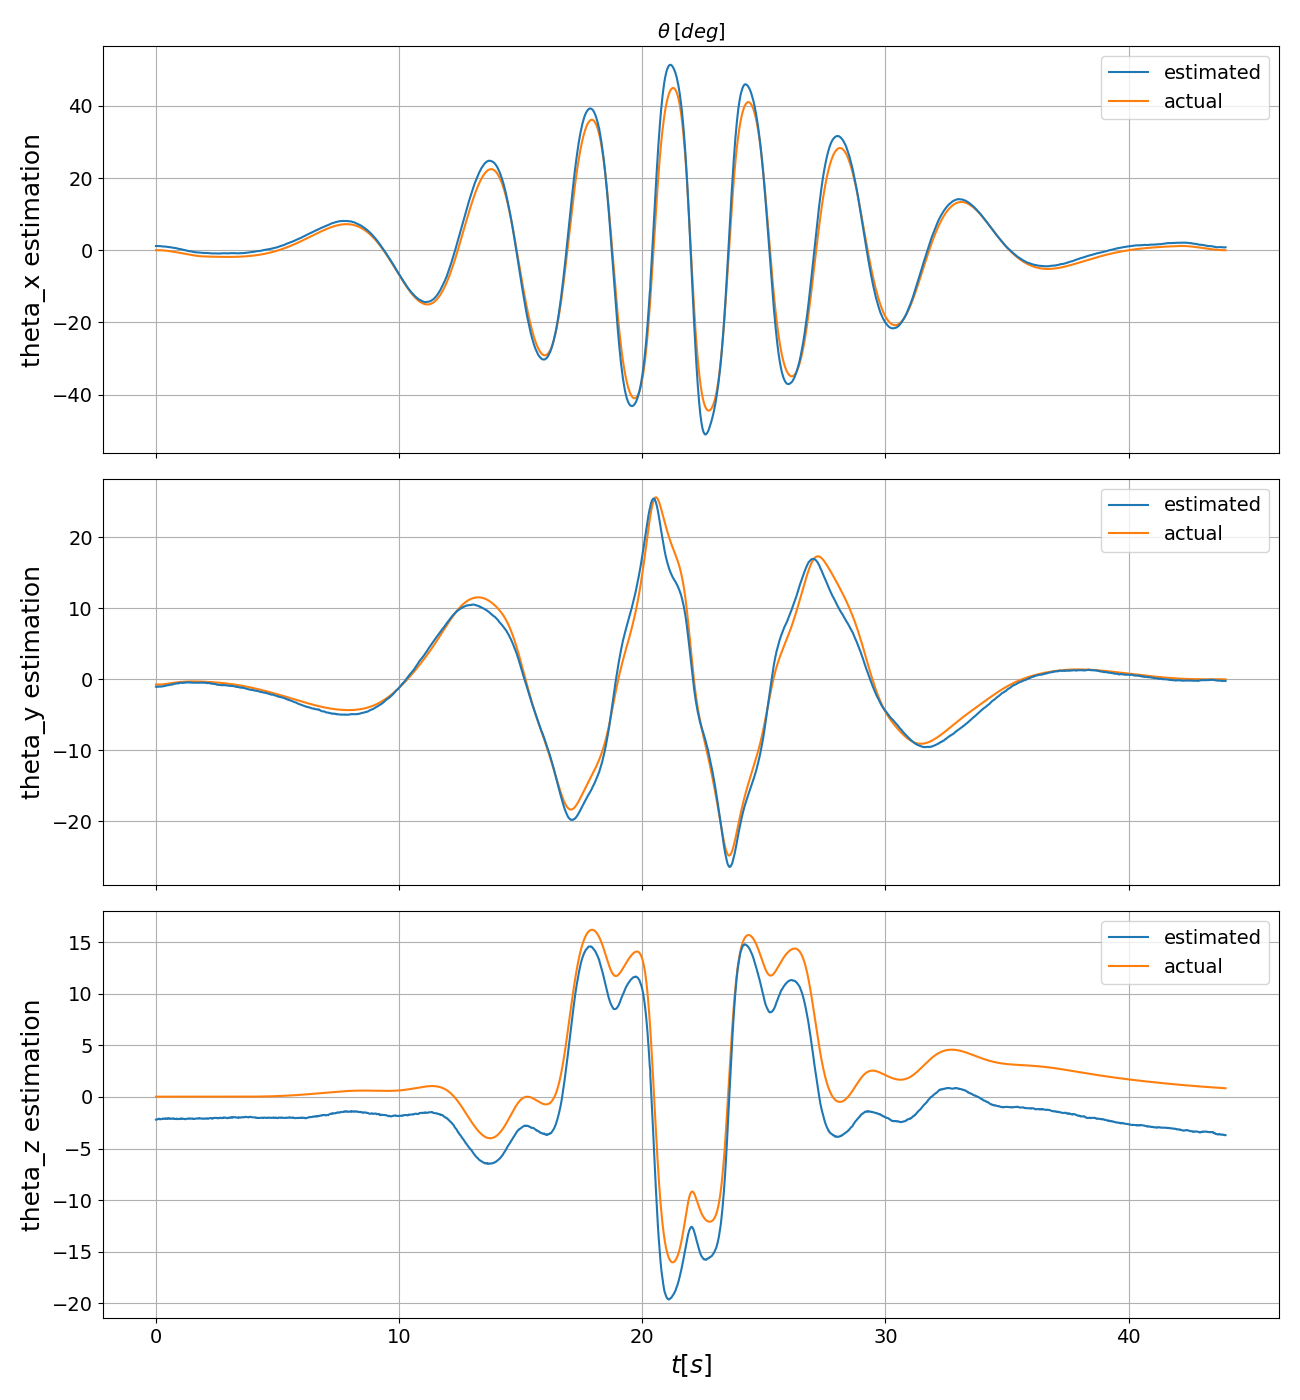 θ [deg]
theta_x estimation
40
20
0
−20
−40
estimated
actual
theta_y estimation
20
10
0
−10
−20
estimated
actual
theta_z estimation
15
10
5
0
−5
−10
−15
−20
estimated
actual
0 10 20 30 40
t[s]